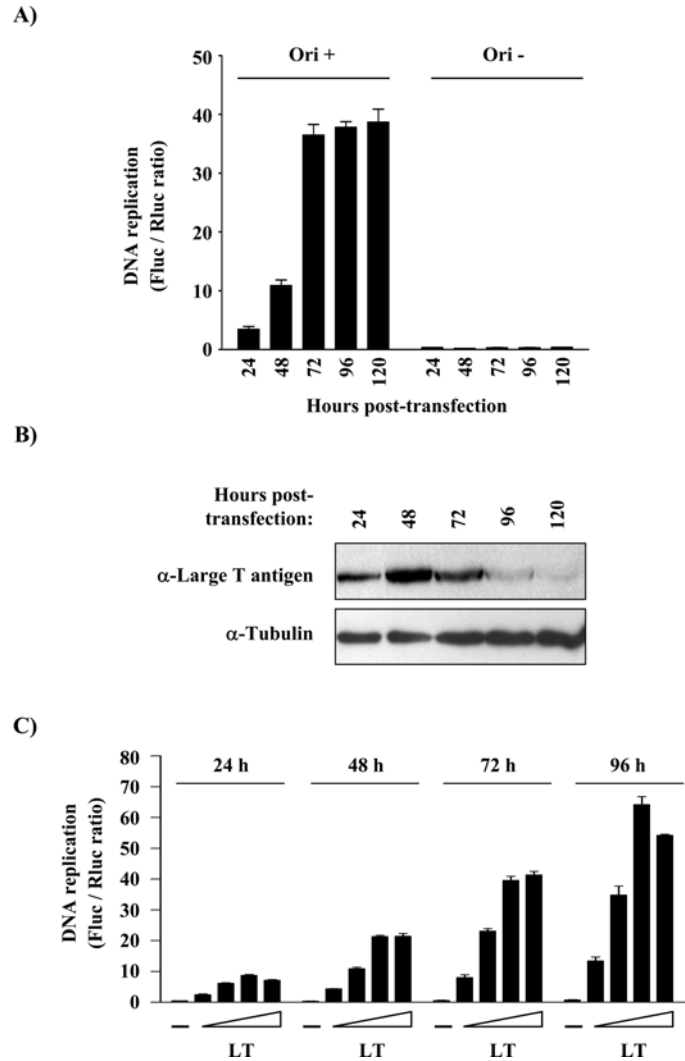 A)
Ori +
Ori -
50
40
30
20
10
0
DNA replication
(Fluc / Rluc ratio)
24 48 72 96 120 24 48 72 96 120
Hours post-transfection
B)
Hours post-
transfection:
24 48 72 96 120
α-Large T antigen
α-Tubulin
C)
80
70
60
50
40
30
20
10
0
DNA replication
(Fluc / Rluc ratio)
24 h 48 h 72 h 96 h
LT LT LT LT